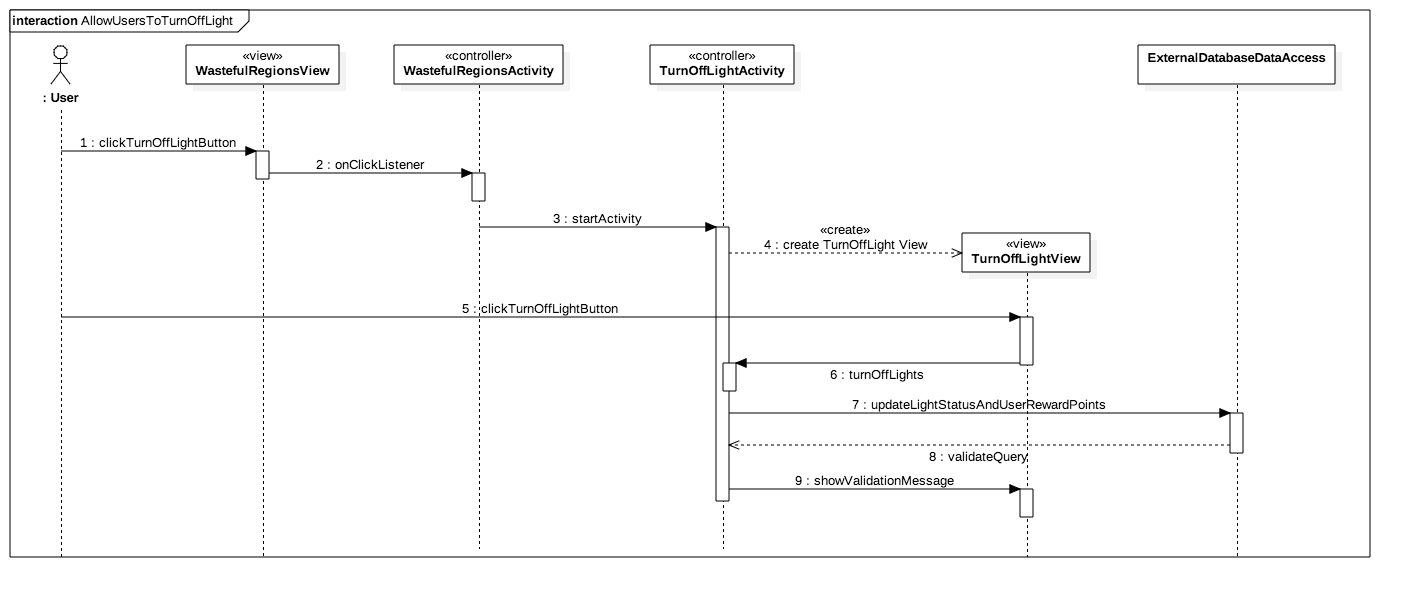 interaction AllowUsersToTurnOffLight
: User
«view»
WastefulRegionsView
«controller»
WastefulRegionsActivity
«controller»
TurnOffLightActivity
ExternalDatabaseDataAccess
1 : clickTurnOffLightButton
2 : onClickListener
3 : startActivity
«create»
4 : create TurnOffLight View
«view»
TurnOffLightView
5 : clickTurnOffLightButton
6 : turnOffLights
7 : updateLightStatusAndUserRewardPoints
8 : validateQuery
9 : showValidationMessage